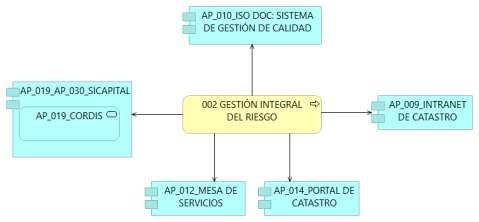 AP_010_ISO DOC: SISTEMA
DE GESTIÓN DE CALIDAD
AP_019_AP_030_SICAPITAL
AP_019_CORDIS
002 GESTIÓN INTEGRAL
DEL RIESGO
AP_009_INTRANET
DE CATASTRO
AP_012_MESA DE
SERVICIOS
AP_014_PORTAL DE
CATASTRO